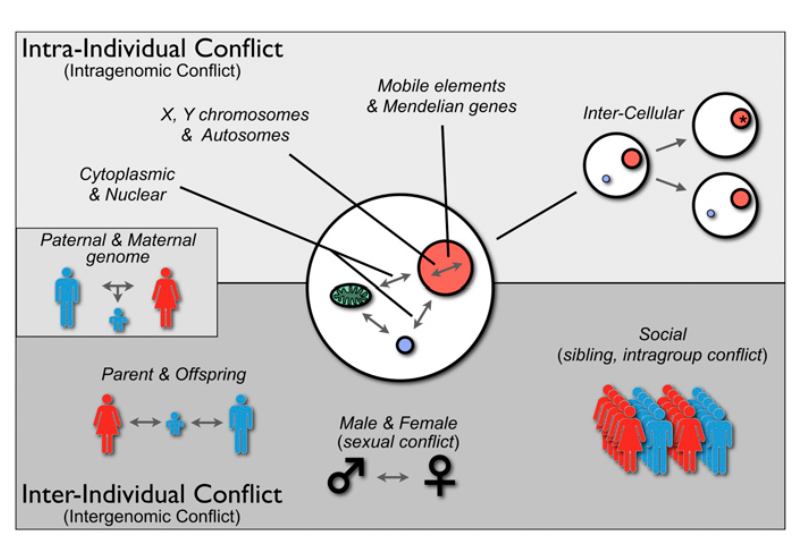 Intra-Individual Conflict
(Intragenomic Conflict)
Mobile elements
& Mendelian genes
X, Y chromosomes
& Autosomes
Inter-Cellular
*
Cytoplasmic
& Nuclear
Paternal & Maternal
genome
Social
(sibling, intragroup conflict)
Parent & Offspring
Male & Female
(sexual conflict)
♂ ♀
Inter-Individual Conflict
(Intergenomic Conflict)